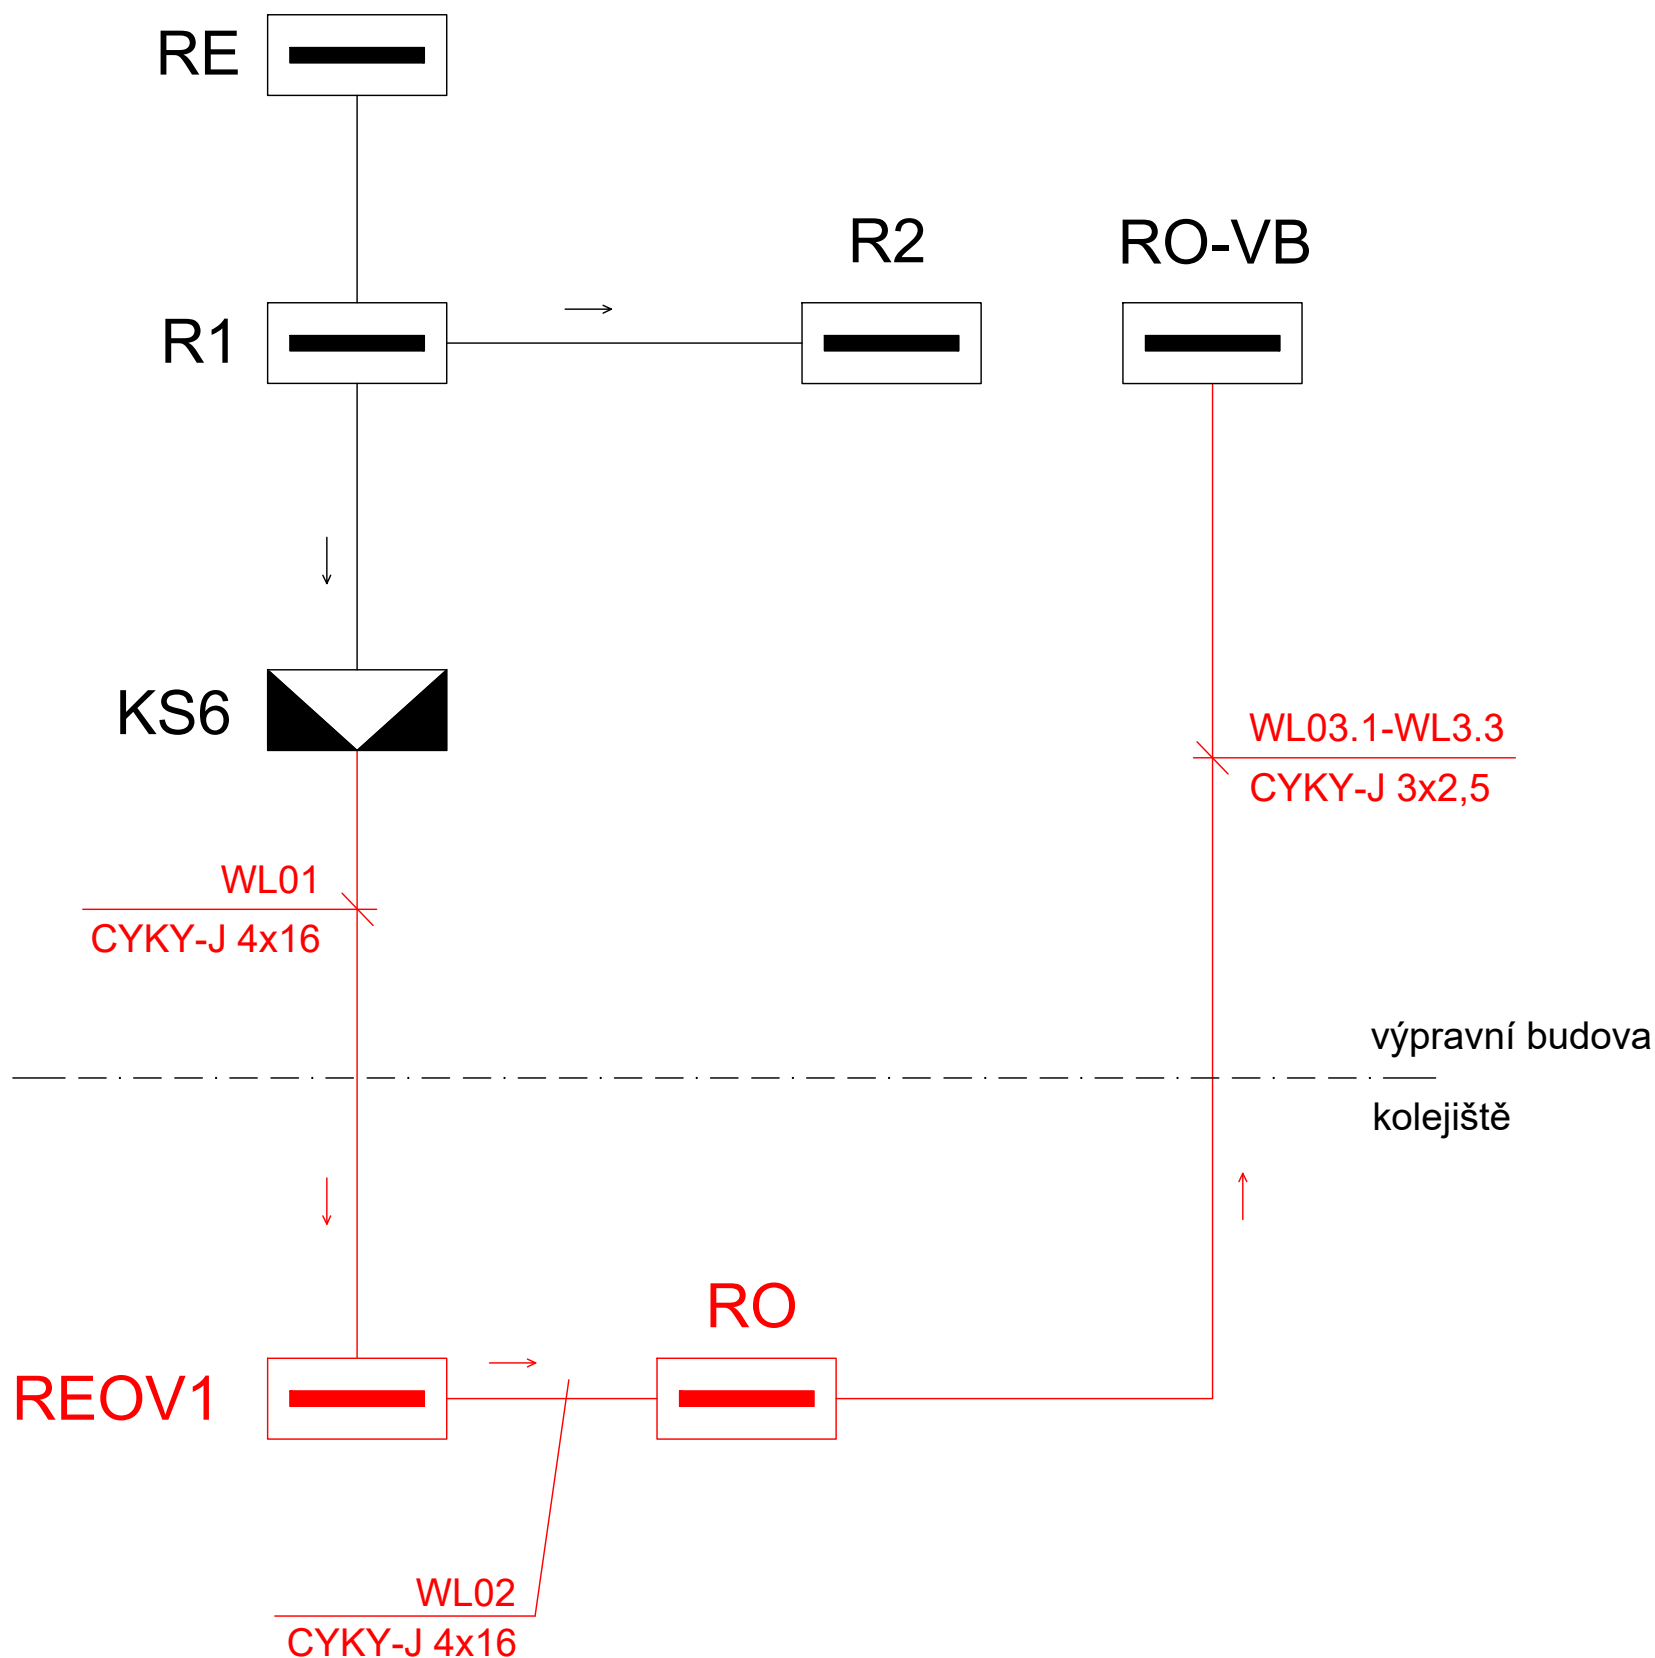 RE
R1
R2
RO-VB
KS6
WL03.1-WL3.3
CYKY-J 3x2,5
WL01
CYKY-J 4x16
výpravní budova
kolejiště
RO
REOV1
WL02
CYKY-J 4x16